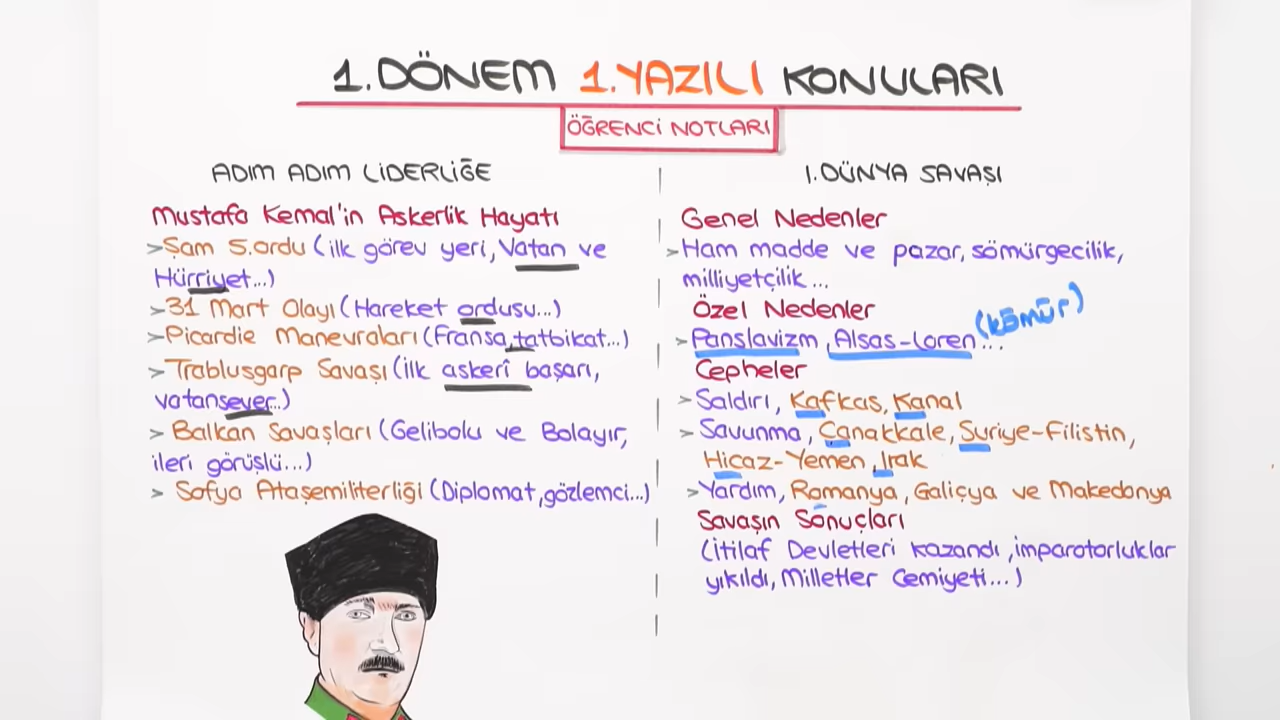 1.DÖNEM 1.YAZILI KONULARI
ÖĞRENCİ NOTLARI
ADIM ADIM LİDERLİĞE
Mustafa Kemal'in Askerlik Hayatı
>Şam 5.ordu (ilk görev yeri, Vatan ve
Hürriyet...)
>31 Mart Olayı (Hareket ordusu...)
>Picardie Manevraları (Fransa, tatbikat...)
>Trablusgarp Savaşı (ilk askerî başarı,
vatansever...)
>Balkan Savaşları (Gelibolu ve Bolayır,
ileri görüşlü...)
> Sofya Ataşemiliterliği (Diplomat, gözlemci...)
I.DÜNYA SAVAŞI
Genel Nedenler
>Ham madde ve pazar, sömürgecilik,
milliyetçilik...
Özel Nedenler
(kömür)
>Panslavizm, Alsas-Loren...
Cepheler
>Saldırı, Kafkas, Kanal
>Savunma, Çanakkale, Suriye-Filistin,
Hicaz-Yemen, Irak
>Yardım, Romanya, Galiçya ve Makedonya
Savaşın Sonuçları
(İtilaf Devletleri kazandı, imparatorluklar
yıkıldı, Milletler Cemiyeti...)